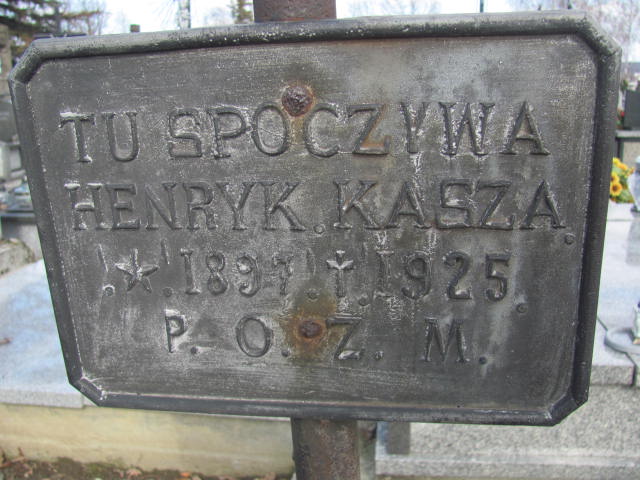 TU SPOCZYWA
HENRYK. KASZA.
★. 1897. †. 1925.
P. O. Z. M.